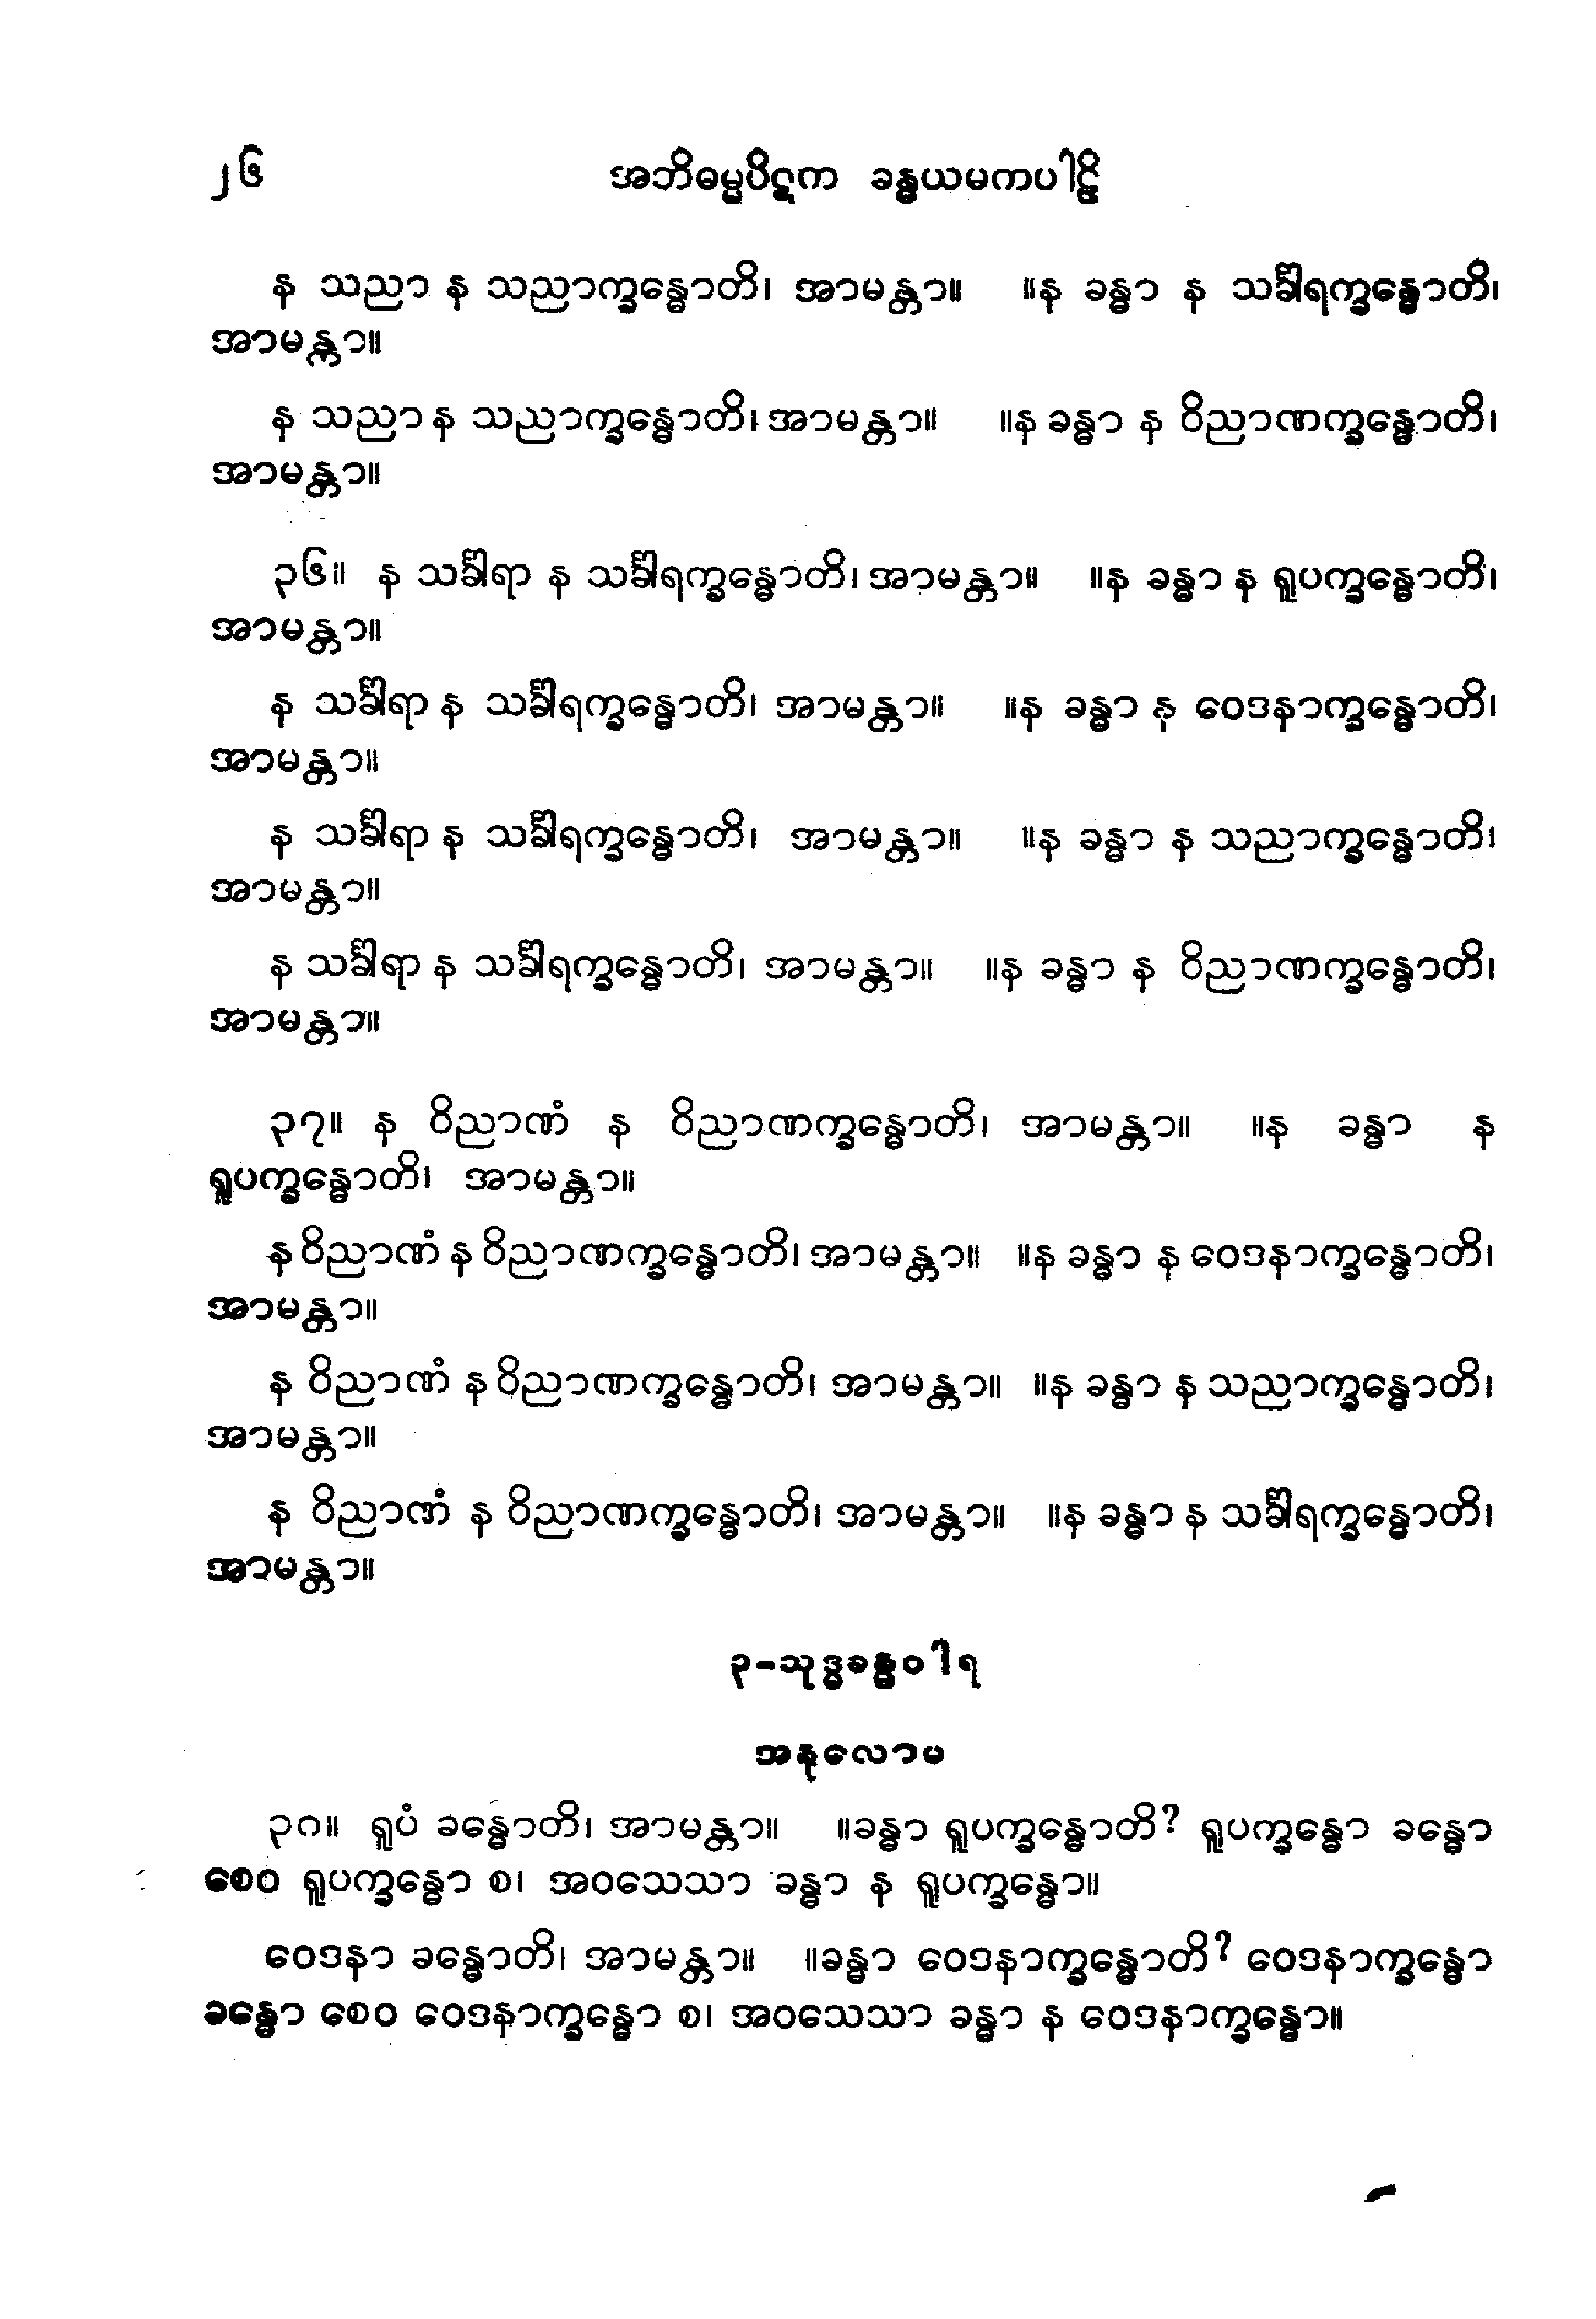 ၂၆ အဘိဓမ္မပိဋက ခန္ဓယမကပါဠိ
န သညာ န သညာက္ခန္ဓောတိ၊ အာမန္တာ။ ။န ခန္ဓာ န သင်္ခါရက္ခန္ဓောတိ၊
အာမန္တာ။
န သညာ န သညာက္ခန္ဓောတိ၊ အာမန္တာ။ ။န ခန္ဓာ န ဝိညာဏက္ခန္ဓောတိ၊
အာမန္တာ။
၃၆။ န သင်္ခါရာ န သင်္ခါရက္ခန္ဓောတိ၊ အာမန္တာ။ ။န ခန္ဓာ န ရူပက္ခန္ဓောတိ၊
အာမန္တာ။
န သင်္ခါရာ န သင်္ခါရက္ခန္ဓောတိ၊ အာမန္တာ။ ။န ခန္ဓာ န ဝေဒနာက္ခန္ဓောတိ၊
အာမန္တာ။
န သင်္ခါရာ န သင်္ခါရက္ခန္ဓောတိ၊ အာမန္တာ။ ။န ခန္ဓာ န သညာက္ခန္ဓောတိ၊
အာမန္တာ။
န သင်္ခါရာ န သင်္ခါရက္ခန္ဓောတိ၊ အာမန္တာ။ ။န ခန္ဓာ န ဝိညာဏက္ခန္ဓောတိ၊
အာမန္တာ။
၃၇။ န ဝိညာဏံ န ဝိညာဏက္ခန္ဓောတိ၊ အာမန္တာ။ ။န ခန္ဓာ န
ရူပက္ခန္ဓောတိ၊ အာမန္တာ။
န ဝိညာဏံ န ဝိညာဏက္ခန္ဓောတိ၊ အာမန္တာ။ ။န ခန္ဓာ န ဝေဒနာက္ခန္ဓောတိ၊
အာမန္တာ။
န ဝိညာဏံ န ဝိညာဏက္ခန္ဓောတိ၊ အာမန္တာ။ ။န ခန္ဓာ န သညာက္ခန္ဓောတိ၊
အာမန္တာ။
န ဝိညာဏံ န ဝိညာဏက္ခန္ဓောတိ၊ အာမန္တာ။ ။န ခန္ဓာ န သင်္ခါရက္ခန္ဓောတိ၊
အာမန္တာ။
၃-သုဒ္ဓခန္ဓဝါရ
အနုလောမ
၃၈။ ရူပံ ခန္ဓောတိ၊ အာမန္တာ။ ။ခန္ဓာ ရူပက္ခန္ဓောတိ? ရူပက္ခန္ဓော ခန္ဓော
စေဝ ရူပက္ခန္ဓော စ၊ အဝသေသာ ခန္ဓာ န ရူပက္ခန္ဓော။
ဝေဒနာ ခန္ဓောတိ၊ အာမန္တာ။ ။ခန္ဓာ ဝေဒနာက္ခန္ဓောတိ? ဝေဒနာက္ခန္ဓော
ခန္ဓော စေဝ ဝေဒနာက္ခန္ဓော စ၊ အဝသေသာ ခန္ဓာ န ဝေဒနာက္ခန္ဓော။